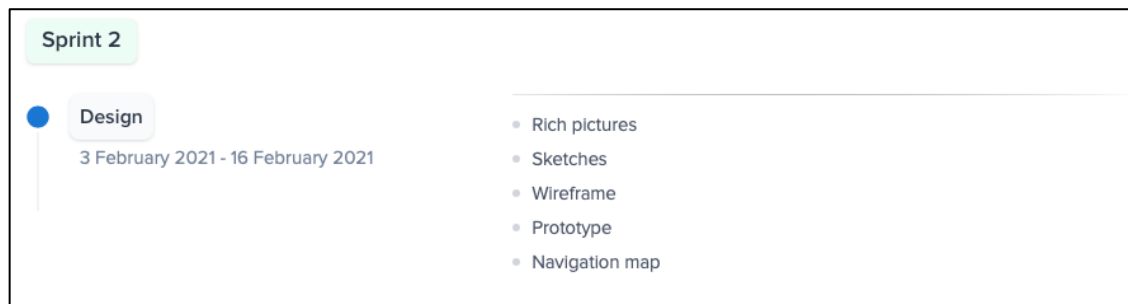 Sprint 2
Design
3 February 2021 - 16 February 2021
Rich pictures
Sketches
Wireframe
Prototype
Navigation map